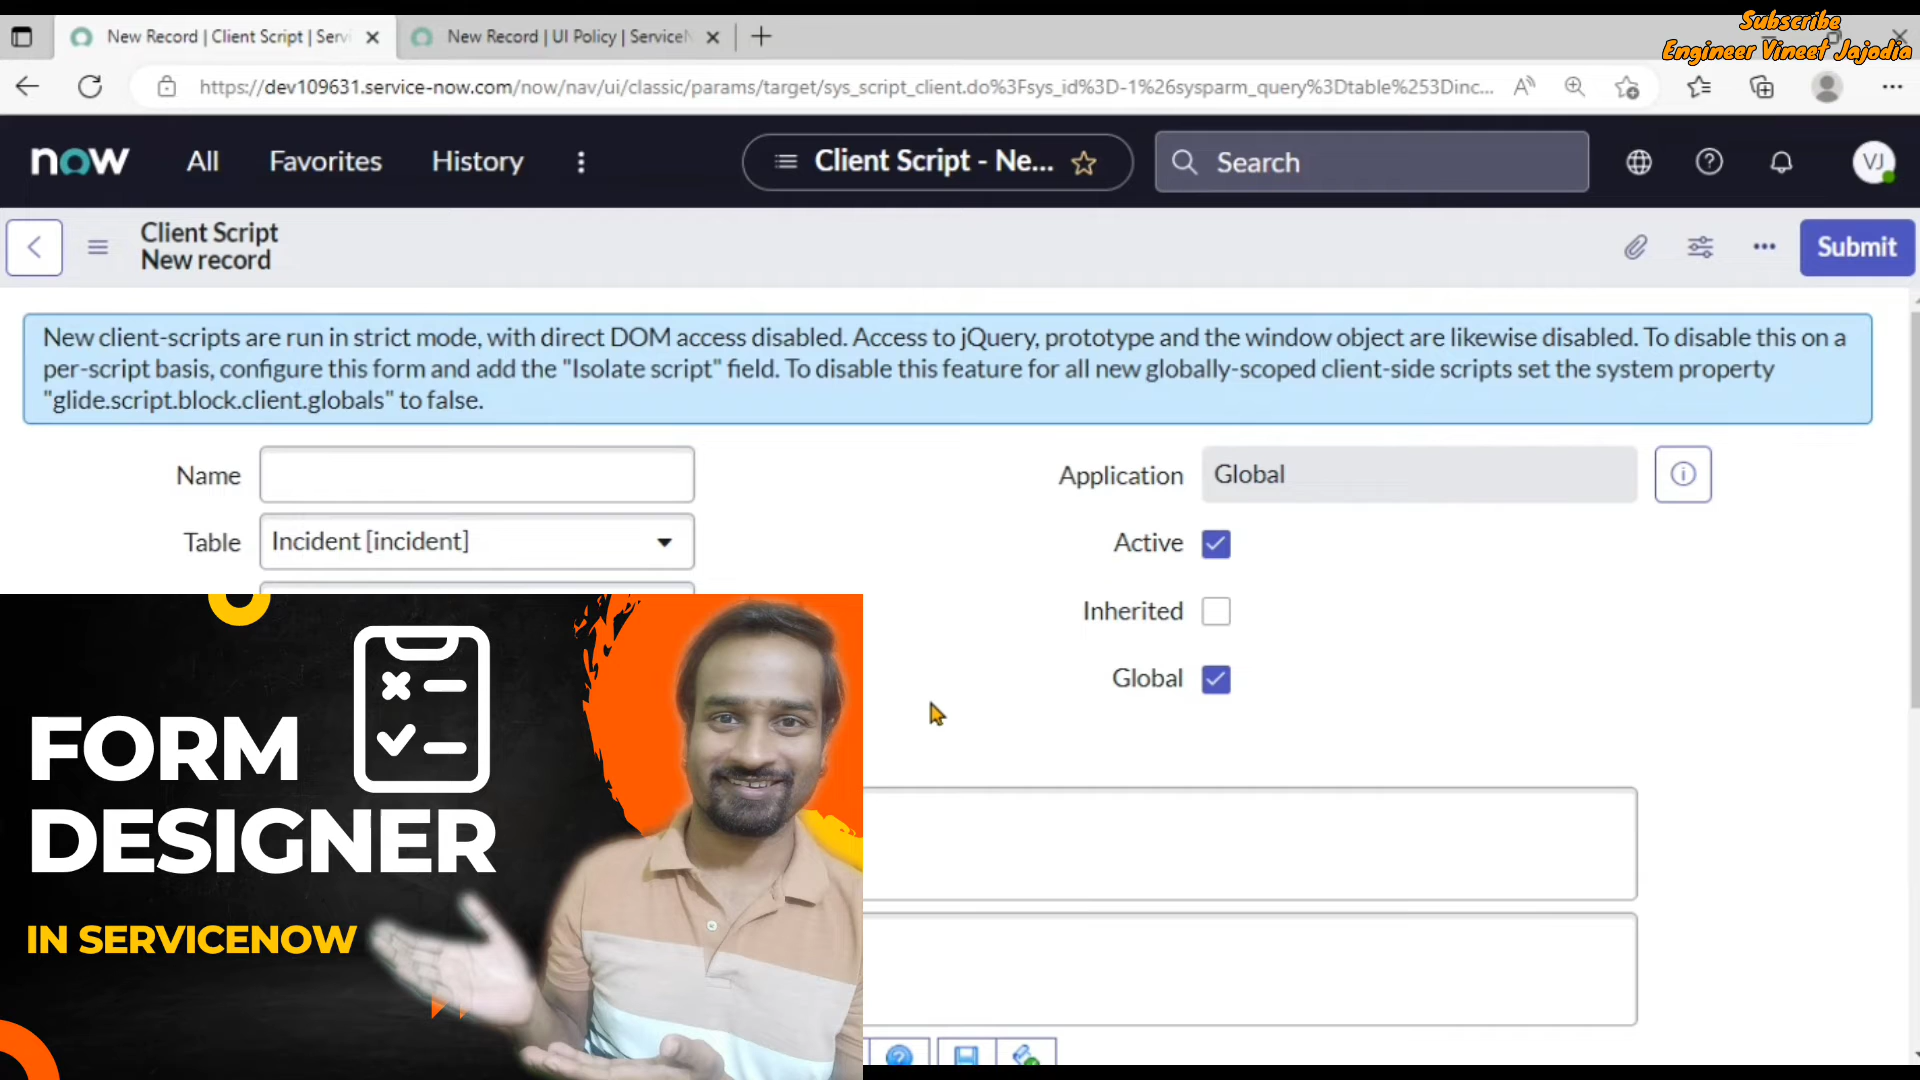 Subscribe
Engineer Vineet Jajodia
New Record | Client Script | Servi
New Record | UI Policy | Service
https://dev109631.service-now.com/now/nav/ui/classic/params/target/sys_script_client.do%3Fsys_id%3D-1%26sysparm_query%3Dtable%253Dinc...
now All Favorites History Client Script - Ne... Search VJ
Client Script
New record
Submit
New client-scripts are run in strict mode, with direct DOM access disabled. Access to jQuery, prototype and the window object are likewise disabled. To disable this on a
per-script basis, configure this form and add the "Isolate script" field. To disable this feature for all new globally-scoped client-side scripts set the system property
"glide.script.block.client.globals" to false.
Name
Application Global
Table Incident [incident]
Active
Inherited
Global
FORM
DESIGNER
IN SERVICENOW